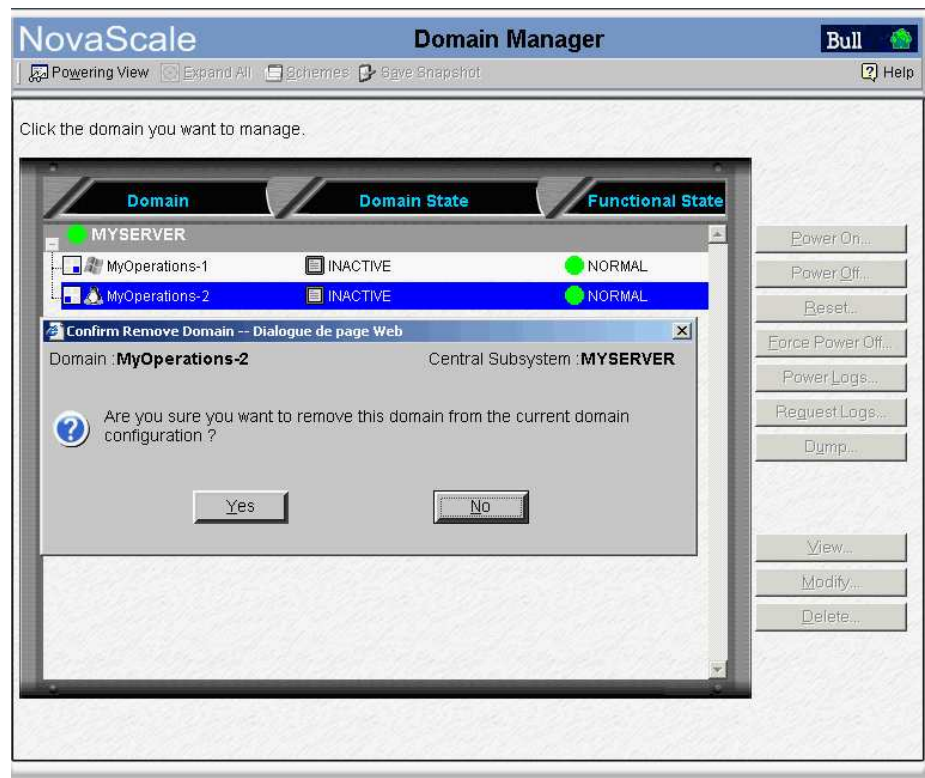 NovaScale Domain Manager Bull
Powering View Expand All Schemes Save Snapshot Help
Click the domain you want to manage.
Domain Domain State Functional State
MYSERVER
MyOperations-1 INACTIVE NORMAL
MyOperations-2 INACTIVE NORMAL
Confirm Remove Domain -- Dialogue de page Web
Domain :MyOperations-2 Central Subsystem :MYSERVER
Are you sure you want to remove this domain from the current domain
configuration ?
Yes No
Power On...
Power Off...
Reset...
Force Power Off...
Power Logs...
Request Logs...
Dump...
View...
Modify...
Delete...